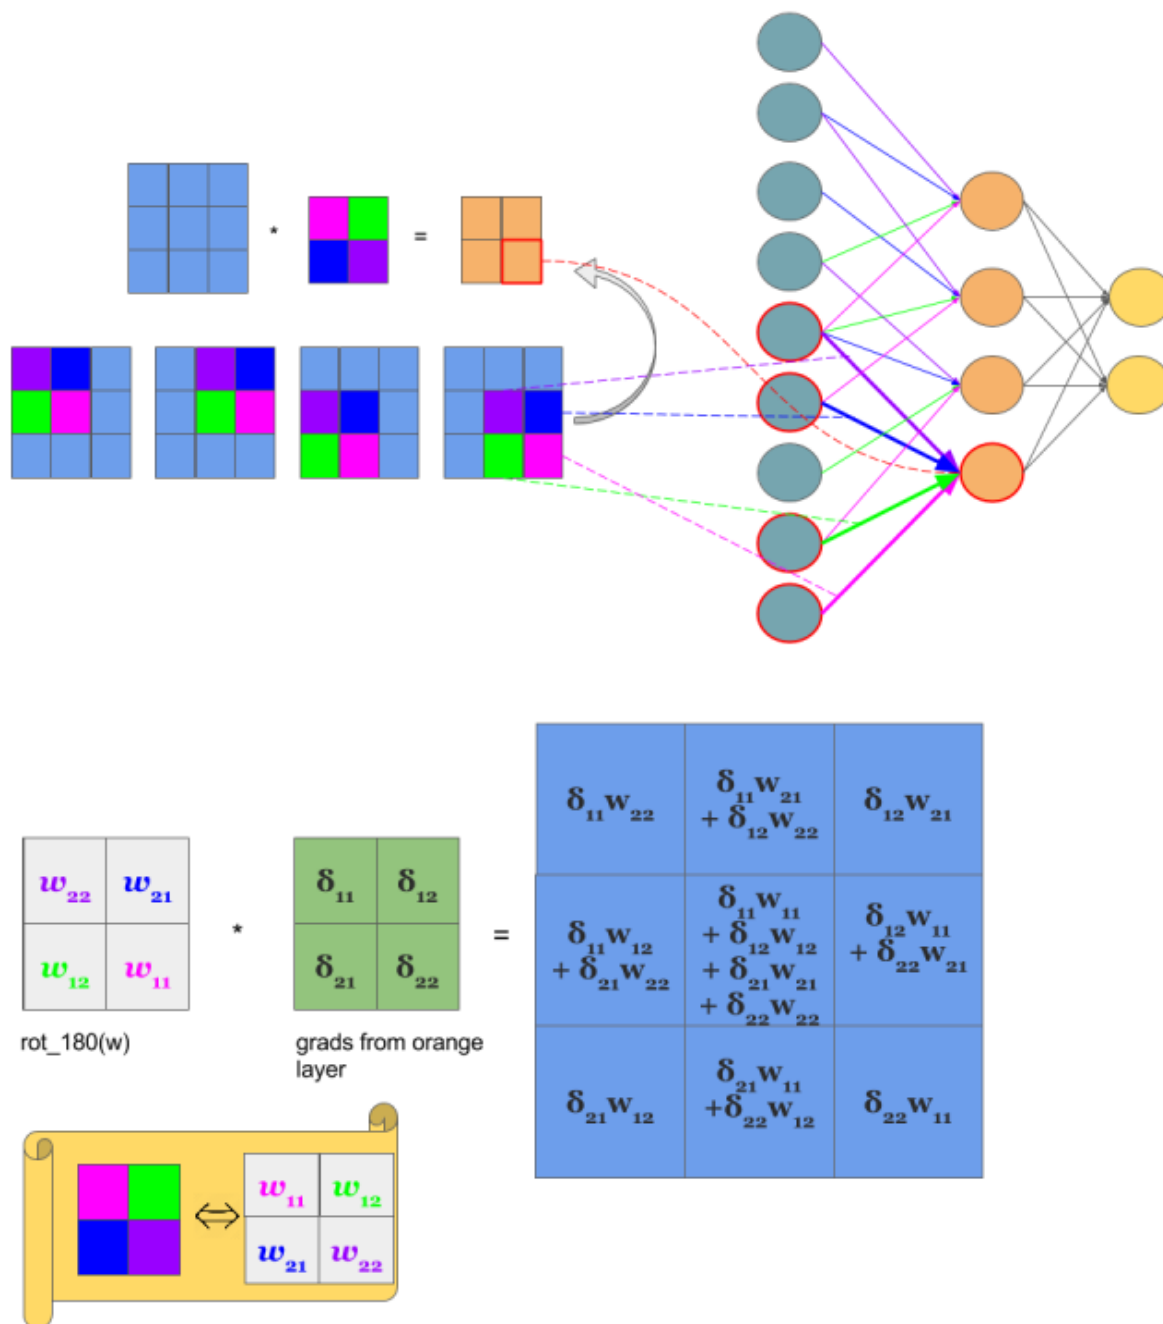 * =
w₂₂ w₂₁ δ₁₁ δ₁₂
w₁₂ w₁₁ * δ₂₁ δ₂₂ =
rot_180(w)
grads from orange
layer
δ₁₁w₂₂
δ₁₁w₂₁
+ δ₁₂w₂₂
δ₁₂w₂₁
δ₁₁w₁₂
+ δ₂₁w₂₂
δ₁₁w₁₁
+ δ₁₂w₁₂
+ δ₂₁w₂₁
+ δ₂₂w₂₂
δ₁₂w₁₁
+ δ₂₂w₂₁
δ₂₁w₁₂
δ₂₁w₁₁
+δ₂₂w₁₂
δ₂₂w₁₁
w₁₁ w₁₂
w₂₁ w₂₂